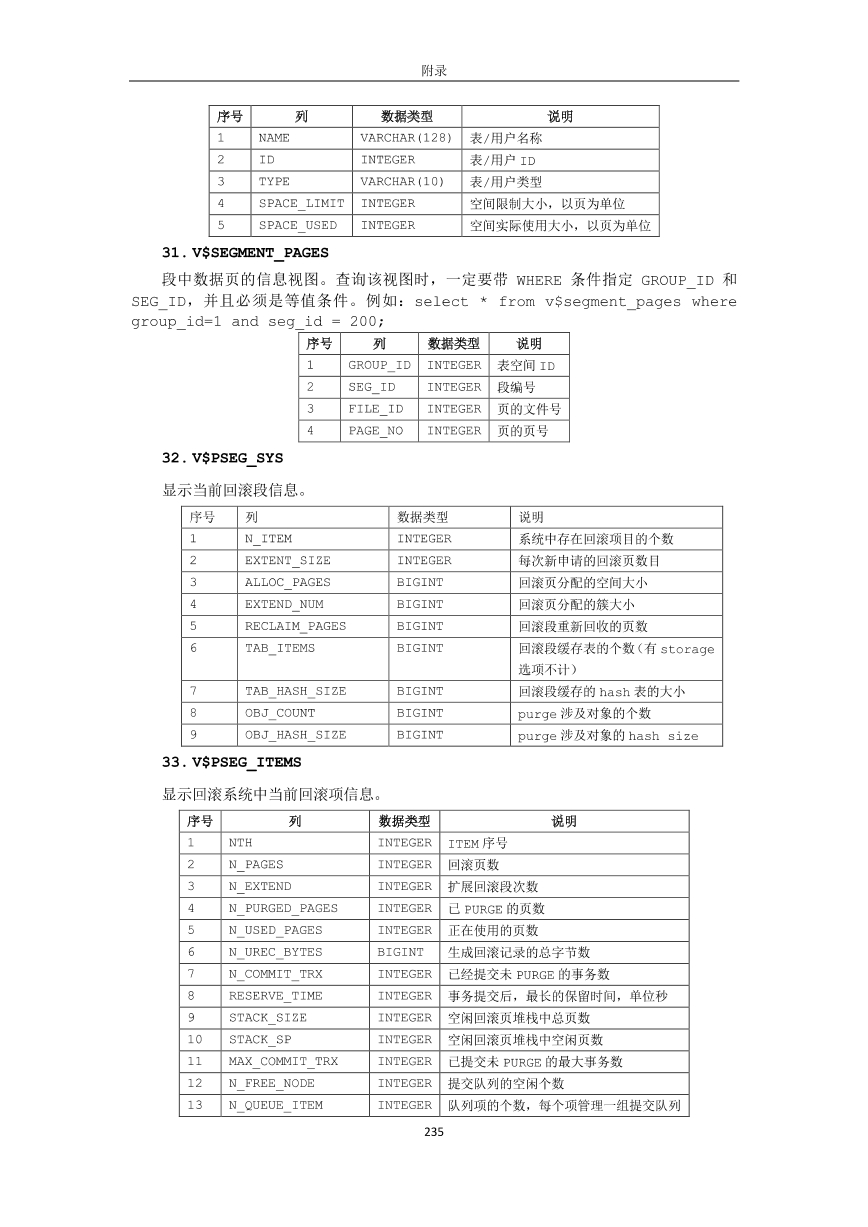 附录
序号 列 数据类型 说明
1 NAME VARCHAR(128) 表/用户名称
2 ID INTEGER 表/用户 ID
3 TYPE VARCHAR(10) 表/用户类型
4 SPACE_LIMIT INTEGER 空间限制大小，以页为单位
5 SPACE_USED INTEGER 空间实际使用大小，以页为单位
31. V$SEGMENT_PAGES
段中数据页的信息视图。查询该视图时，一定要带 WHERE 条件指定 GROUP_ID 和
SEG_ID，并且必须是等值条件。例如：select * from v$segment_pages where
group_id=1 and seg_id = 200;
序号 列 数据类型 说明
1 GROUP_ID INTEGER 表空间 ID
2 SEG_ID INTEGER 段编号
3 FILE_ID INTEGER 页的文件号
4 PAGE_NO INTEGER 页的页号
32. V$PSEG_SYS
显示当前回滚段信息。
序号 列 数据类型 说明
1 N_ITEM INTEGER 系统中存在回滚项目的个数
2 EXTENT_SIZE INTEGER 每次新申请的回滚页数目
3 ALLOC_PAGES BIGINT 回滚页分配的空间大小
4 EXTEND_NUM BIGINT 回滚页分配的簇大小
5 RECLAIM_PAGES BIGINT 回滚段重新回收的页数
6 TAB_ITEMS BIGINT 回滚段缓存表的个数（有 storage
选项不计）
7 TAB_HASH_SIZE BIGINT 回滚段缓存的 hash 表的大小
8 OBJ_COUNT BIGINT purge 涉及对象的个数
9 OBJ_HASH_SIZE BIGINT purge 涉及对象的 hash size
33. V$PSEG_ITEMS
显示回滚系统中当前回滚项信息。
序号 列 数据类型 说明
1 NTH INTEGER ITEM 序号
2 N_PAGES INTEGER 回滚页数
3 N_EXTEND INTEGER 扩展回滚段次数
4 N_PURGED_PAGES INTEGER 已 PURGE 的页数
5 N_USED_PAGES INTEGER 正在使用的页数
6 N_UREC_BYTES BIGINT 生成回滚记录的总字节数
7 N_COMMIT_TRX INTEGER 已经提交未 PURGE 的事务数
8 RESERVE_TIME INTEGER 事务提交后，最长的保留时间，单位秒
9 STACK_SIZE INTEGER 空闲回滚页堆栈中总页数
10 STACK_SP INTEGER 空闲回滚页堆栈中空闲页数
11 MAX_COMMIT_TRX INTEGER 已提交未 PURGE 的最大事务数
12 N_FREE_NODE INTEGER 提交队列的空闲个数
13 N_QUEUE_ITEM INTEGER 队列项的个数，每个项管理一组提交队列
235